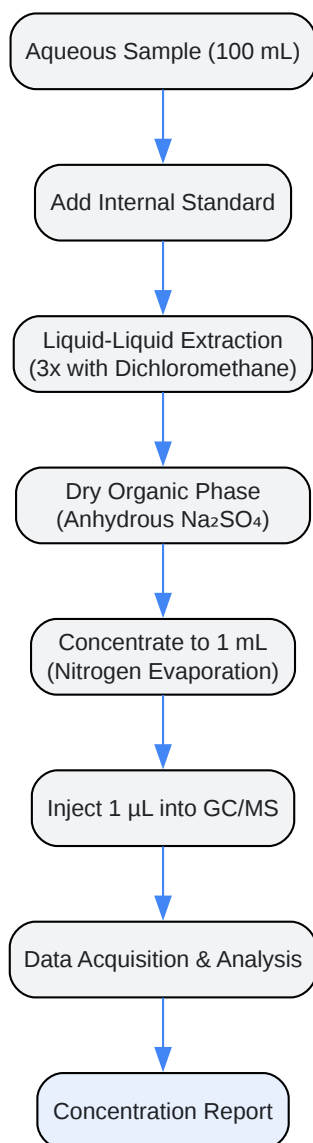 Aqueous Sample (100 mL)
Add Internal Standard
Liquid-Liquid Extraction
(3x with Dichloromethane)
Dry Organic Phase
(Anhydrous Na₂SO₄)
Concentrate to 1 mL
(Nitrogen Evaporation)
Inject 1 µL into GC/MS
Data Acquisition & Analysis
Concentration Report